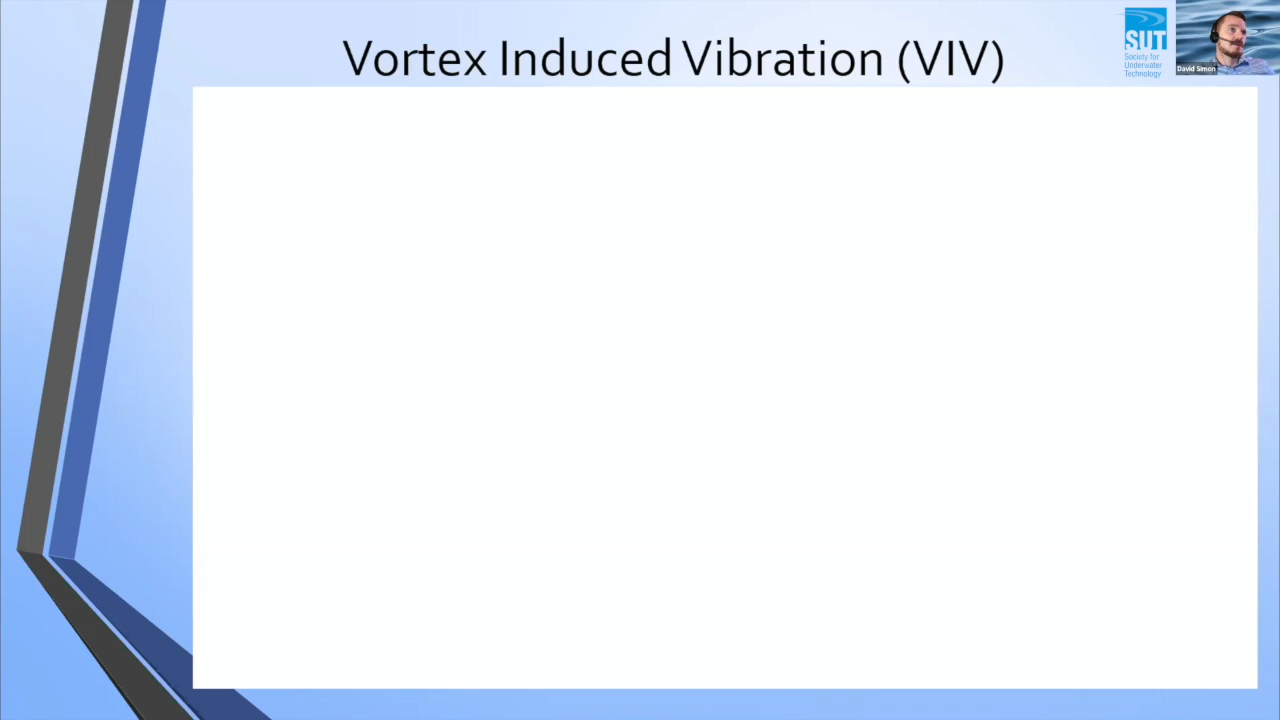 Vortex Induced Vibration (VIV)
SUT
Society for
Underwater
Technology
David Simon